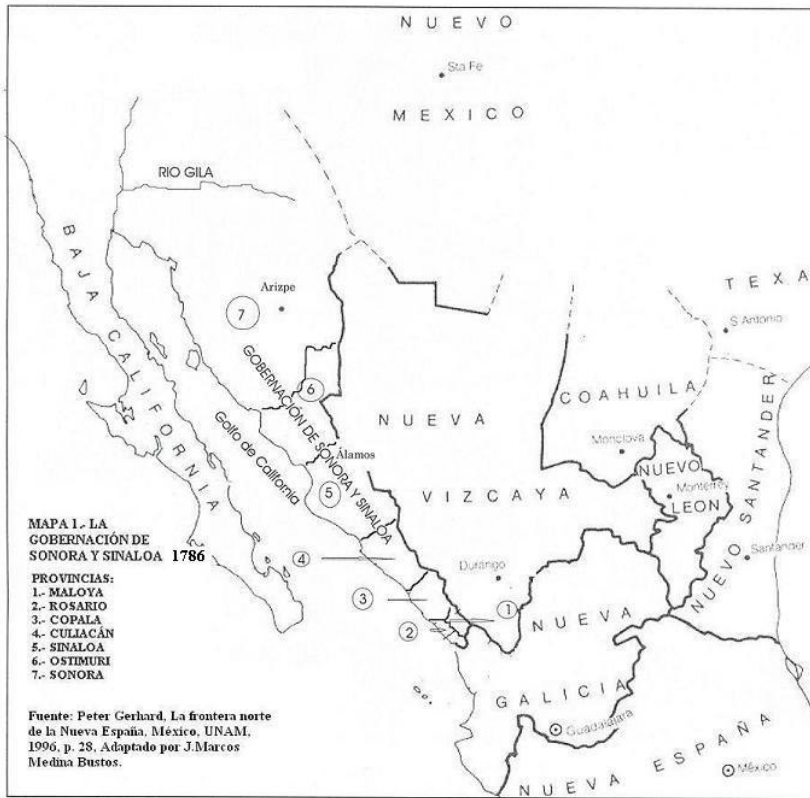 NUEVO
Sta Fe
MEXICO
RIO GILA
BAJA CALIFORNIA
Arizpe
7
TEXA
S Antonio
GOBERNACIÓN DE SONORA Y SINALOA
6
COAHUILA
Golfo de California
NUEVA
Álamos
Monclova
NUEVO
5
VIZCAYA
Monterrey
LEON
NUEVO SANTANDER
MAPA 1.- LA
GOBERNACIÓN DE
SONORA Y SINALOA 1786
4
Durango
Santander
PROVINCIAS:
1.- MALOYA
2.- ROSARIO
3.- COPALA
4.- CULIACÁN
5.- SINALOA
6.- OSTIMURI
7.- SONORA
3
1
2
NUEVA
GALICIA
Guadalajara
Fuente: Peter Gerhard, La frontera norte
de la Nueva España, México, UNAM,
1996, p. 28, Adaptado por J.Marcos
Medina Bustos.
NUEVA ESPAÑA
México